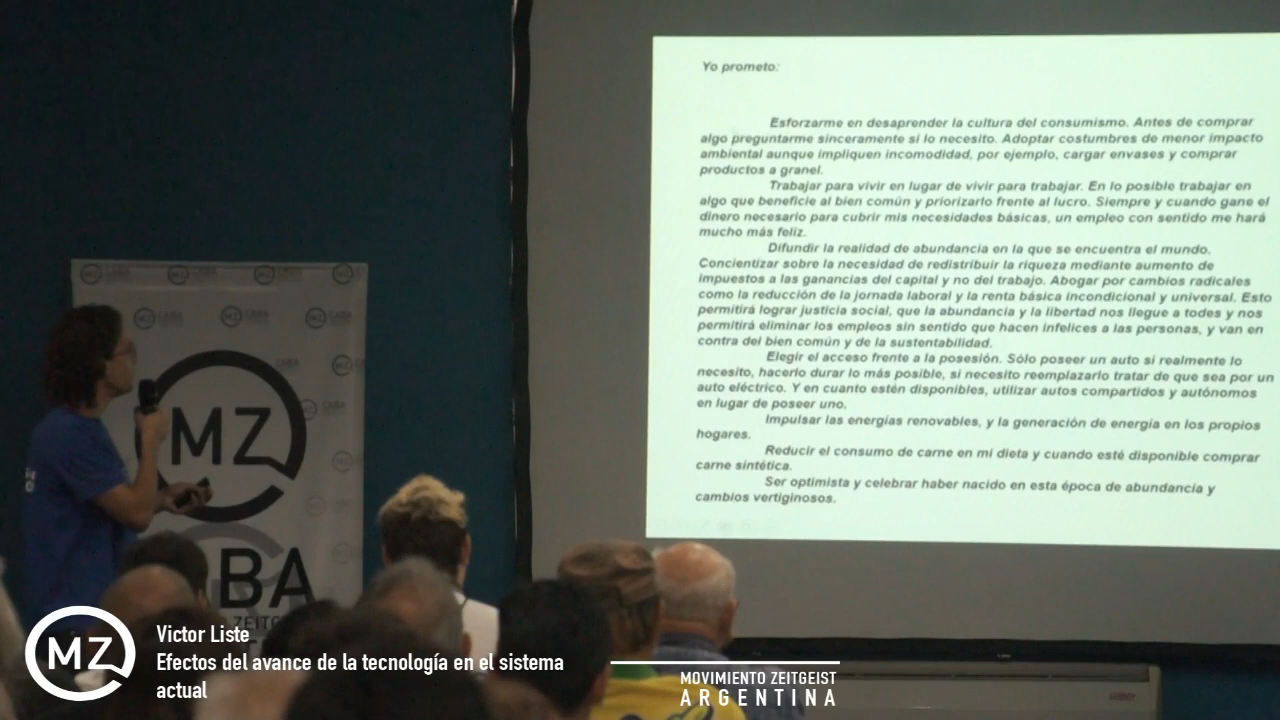 Yo prometo:
Esforzarme en desaprender la cultura del consumismo. Antes de comprar
algo preguntarme sinceramente si lo necesito. Adoptar costumbres de menor impacto
ambiental aunque impliquen incomodidad, por ejemplo, cargar envases y comprar
productos a granel.
Trabajar para vivir en lugar de vivir para trabajar. En lo posible trabajar en
algo que beneficie al bien común y priorizarlo frente al lucro. Siempre y cuando gane el
dinero necesario para cubrir mis necesidades básicas, un empleo con sentido me hará
mucho más feliz.
Difundir la realidad de abundancia en la que se encuentra el mundo.
Concientizar sobre la necesidad de redistribuir la riqueza mediante aumento de
impuestos a las ganancias del capital y no del trabajo. Abogar por cambios radicales
como la reducción de la jornada laboral y la renta básica incondicional y universal. Esto
permitirá lograr justicia social, que la abundancia y la libertad nos llegue a todes y nos
permitirá eliminar los empleos sin sentido que hacen infelices a las personas, y van en
contra del bien común y de la sustentabilidad.
Elegir el acceso frente a la posesión. Sólo poseer un auto si realmente lo
necesito, hacerlo durar lo más posible, si necesito reemplazarlo tratar de que sea por un
auto eléctrico. Y en cuanto estén disponibles, utilizar autos compartidos y autónomos
en lugar de poseer uno.
Impulsar las energías renovables, y la generación de energía en los propios
hogares.
Reducir el consumo de carne en mi dieta y cuando esté disponible comprar
carne sintética.
Ser optimista y celebrar haber nacido en esta época de abundancia y
cambios vertiginosos.
MZ
BA
MZ
Victor Liste
Efectos del avance de la tecnología en el sistema
actual
MOVIMIENTO ZEITGEIST
ARGENTINA